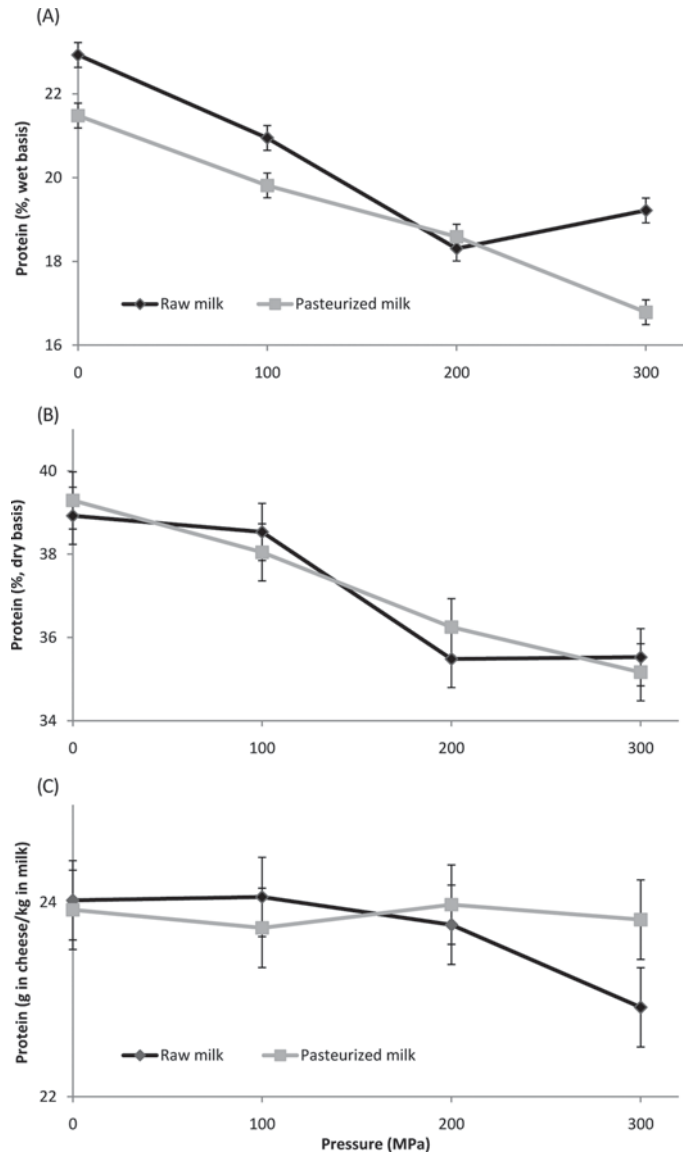 (A)
Protein (%, wet basis)
22
20
18
16
Raw milk
Pasteurized milk
0 100 200 300
(B)
Protein (%, dry basis)
40
38
36
34
0 100 200 300
(C)
Protein (g in cheese/kg in milk)
24
22
Raw milk
Pasteurized milk
0 100 200 300
Pressure (MPa)